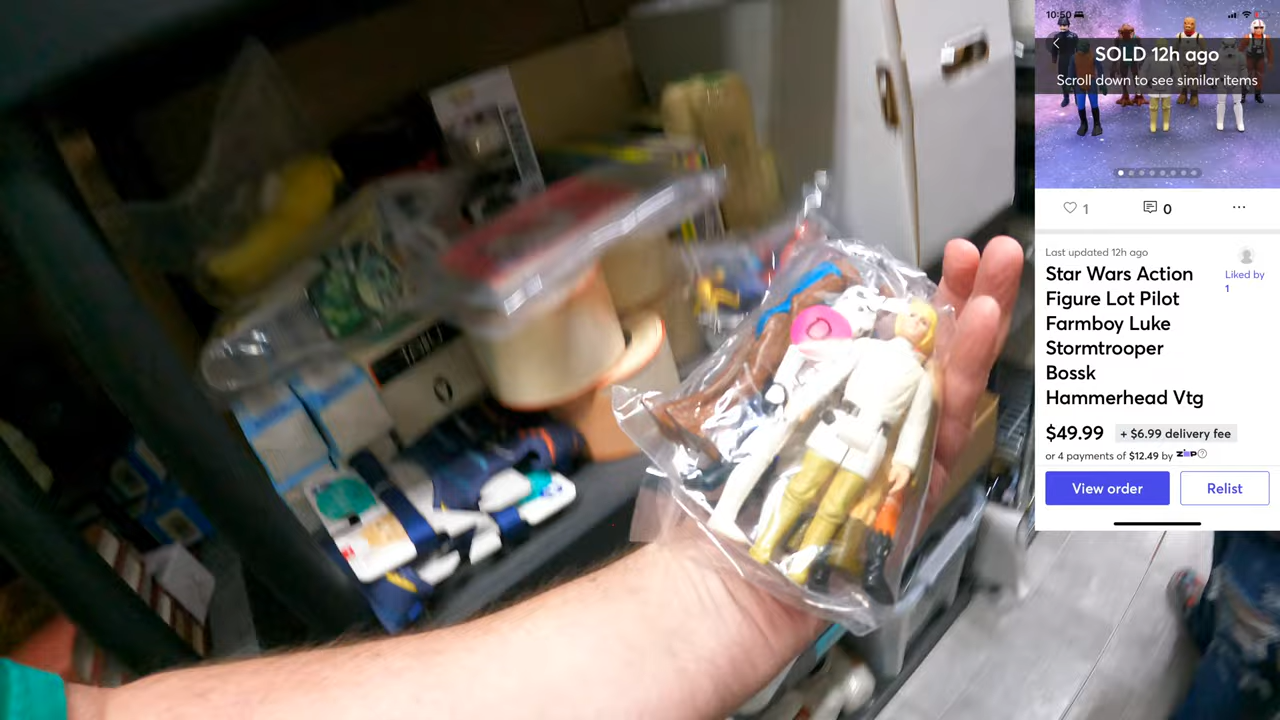 10:50
SOLD 12h ago
Scroll down to see similar items
1
0
Last updated 12h ago
Star Wars Action
Figure Lot Pilot
Farmboy Luke
Stormtrooper
Bossk
Hammerhead Vtg
Liked by
1
$49.99
+ $6.99 delivery fee
or 4 payments of $12.49 by ZIP
View order
Relist